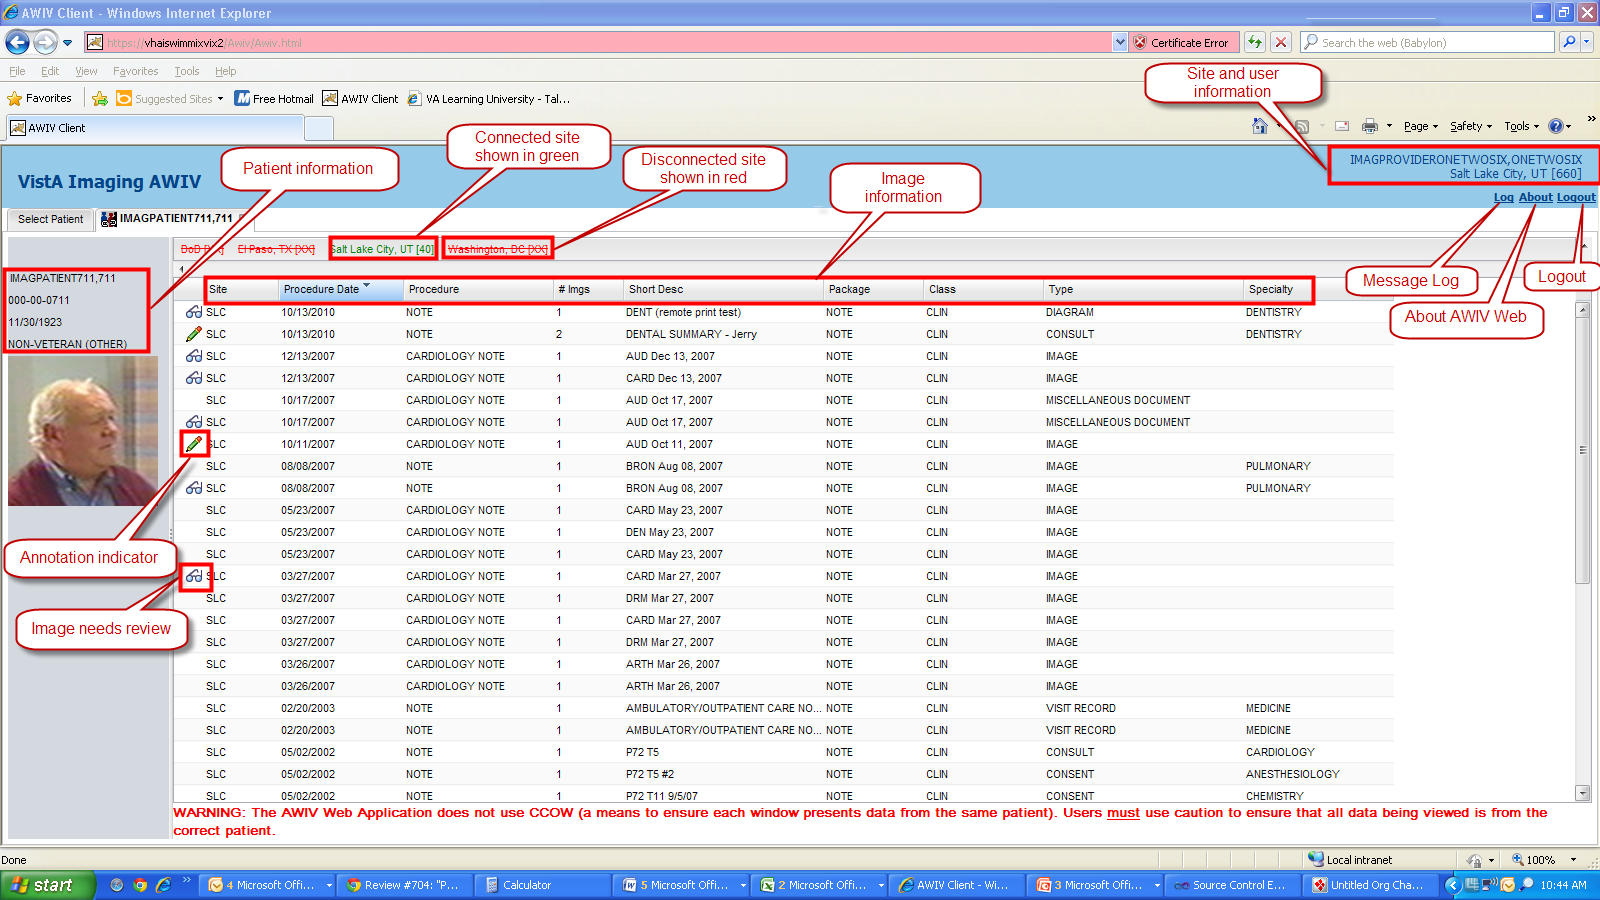 AWIV Client - Windows Internet Explorer
https://vhaiswimmixvix2/Awiv/Awiv.html
Certificate Error
Search the web (Babylon)
File Edit View Favorites Tools Help
Favorites
Suggested Sites
Free Hotmail
AWIV Client
VA Learning University - Tal...
AWIV Client
Page Safety Tools
Site and user
information
Connected site
shown in green
Disconnected site
shown in red
Patient information
Image
information
VistA Imaging AWIV
IMAGPROVIDERONETWOSIX,ONETWOSIX
Salt Lake City, UT [660]
Log About Logout
Select Patient
IMAGPATIENT711,711
DoD
El Paso, TX [XX]
Salt Lake City, UT [40]
Washington, DC [XX]
Message Log
Logout
About AWIV Web
IMAGPATIENT711,711
000-00-0711
11/30/1923
NON-VETERAN (OTHER)
Annotation indicator
Image needs review
Site Procedure Date Procedure # Imgs Short Desc Package Class Type Specialty
SLC 10/13/2010 NOTE 1 DENT (remote print test) NOTE CLIN DIAGRAM DENTISTRY
SLC 10/13/2010 NOTE 2 DENTAL SUMMARY - Jerry NOTE CLIN CONSULT DENTISTRY
SLC 12/13/2007 CARDIOLOGY NOTE 1 AUD Dec 13, 2007 NOTE CLIN IMAGE
SLC 12/13/2007 CARDIOLOGY NOTE 1 CARD Dec 13, 2007 NOTE CLIN IMAGE
SLC 10/17/2007 CARDIOLOGY NOTE 1 AUD Oct 17, 2007 NOTE CLIN MISCELLANEOUS DOCUMENT
SLC 10/17/2007 CARDIOLOGY NOTE 1 AUD Oct 17, 2007 NOTE CLIN MISCELLANEOUS DOCUMENT
SLC 10/11/2007 CARDIOLOGY NOTE 1 AUD Oct 11, 2007 NOTE CLIN IMAGE
SLC 08/08/2007 NOTE 1 BRON Aug 08, 2007 NOTE CLIN IMAGE PULMONARY
SLC 08/08/2007 NOTE 1 BRON Aug 08, 2007 NOTE CLIN IMAGE PULMONARY
SLC 05/23/2007 CARDIOLOGY NOTE 1 CARD May 23, 2007 NOTE CLIN IMAGE
SLC 05/23/2007 CARDIOLOGY NOTE 1 DEN May 23, 2007 NOTE CLIN IMAGE
SLC 05/23/2007 CARDIOLOGY NOTE 1 CARD May 23, 2007 NOTE CLIN IMAGE
SLC 03/27/2007 CARDIOLOGY NOTE 1 CARD Mar 27, 2007 NOTE CLIN IMAGE
SLC 03/27/2007 CARDIOLOGY NOTE 1 DRM Mar 27, 2007 NOTE CLIN IMAGE
SLC 03/27/2007 CARDIOLOGY NOTE 1 CARD Mar 27, 2007 NOTE CLIN IMAGE
SLC 03/27/2007 CARDIOLOGY NOTE 1 DRM Mar 27, 2007 NOTE CLIN IMAGE
SLC 03/26/2007 CARDIOLOGY NOTE 1 ARTH Mar 26, 2007 NOTE CLIN IMAGE
SLC 03/26/2007 CARDIOLOGY NOTE 1 ARTH Mar 26, 2007 NOTE CLIN IMAGE
SLC 02/20/2003 NOTE 1 AMBULATORY/OUTPATIENT CARE NO... NOTE CLIN VISIT RECORD MEDICINE
SLC 02/20/2003 NOTE 1 AMBULATORY/OUTPATIENT CARE NO... NOTE CLIN VISIT RECORD MEDICINE
SLC 05/02/2002 NOTE 1 P72 T5 NOTE CLIN CONSULT CARDIOLOGY
SLC 05/02/2002 NOTE 1 P72 T5 #2 NOTE CLIN CONSENT ANESTHESIOLOGY
SLC 05/02/2002 NOTE 1 P72 T11 9/5/07 NOTE CLIN CONSENT CHEMISTRY
WARNING: The AWIV Web Application does not use CCOW (a means to ensure each window presents data from the same patient). Users must use caution to ensure that all data being viewed is from the
correct patient.
Done
Local intranet
100%
start
4 Microsoft Offi...
Review #704: "P...
Calculator
5 Microsoft Offi...
2 Microsoft Offi...
AWIV Client - Wi...
3 Microsoft Offi...
Source Control E...
Untitled Org Cha...
10:44 AM